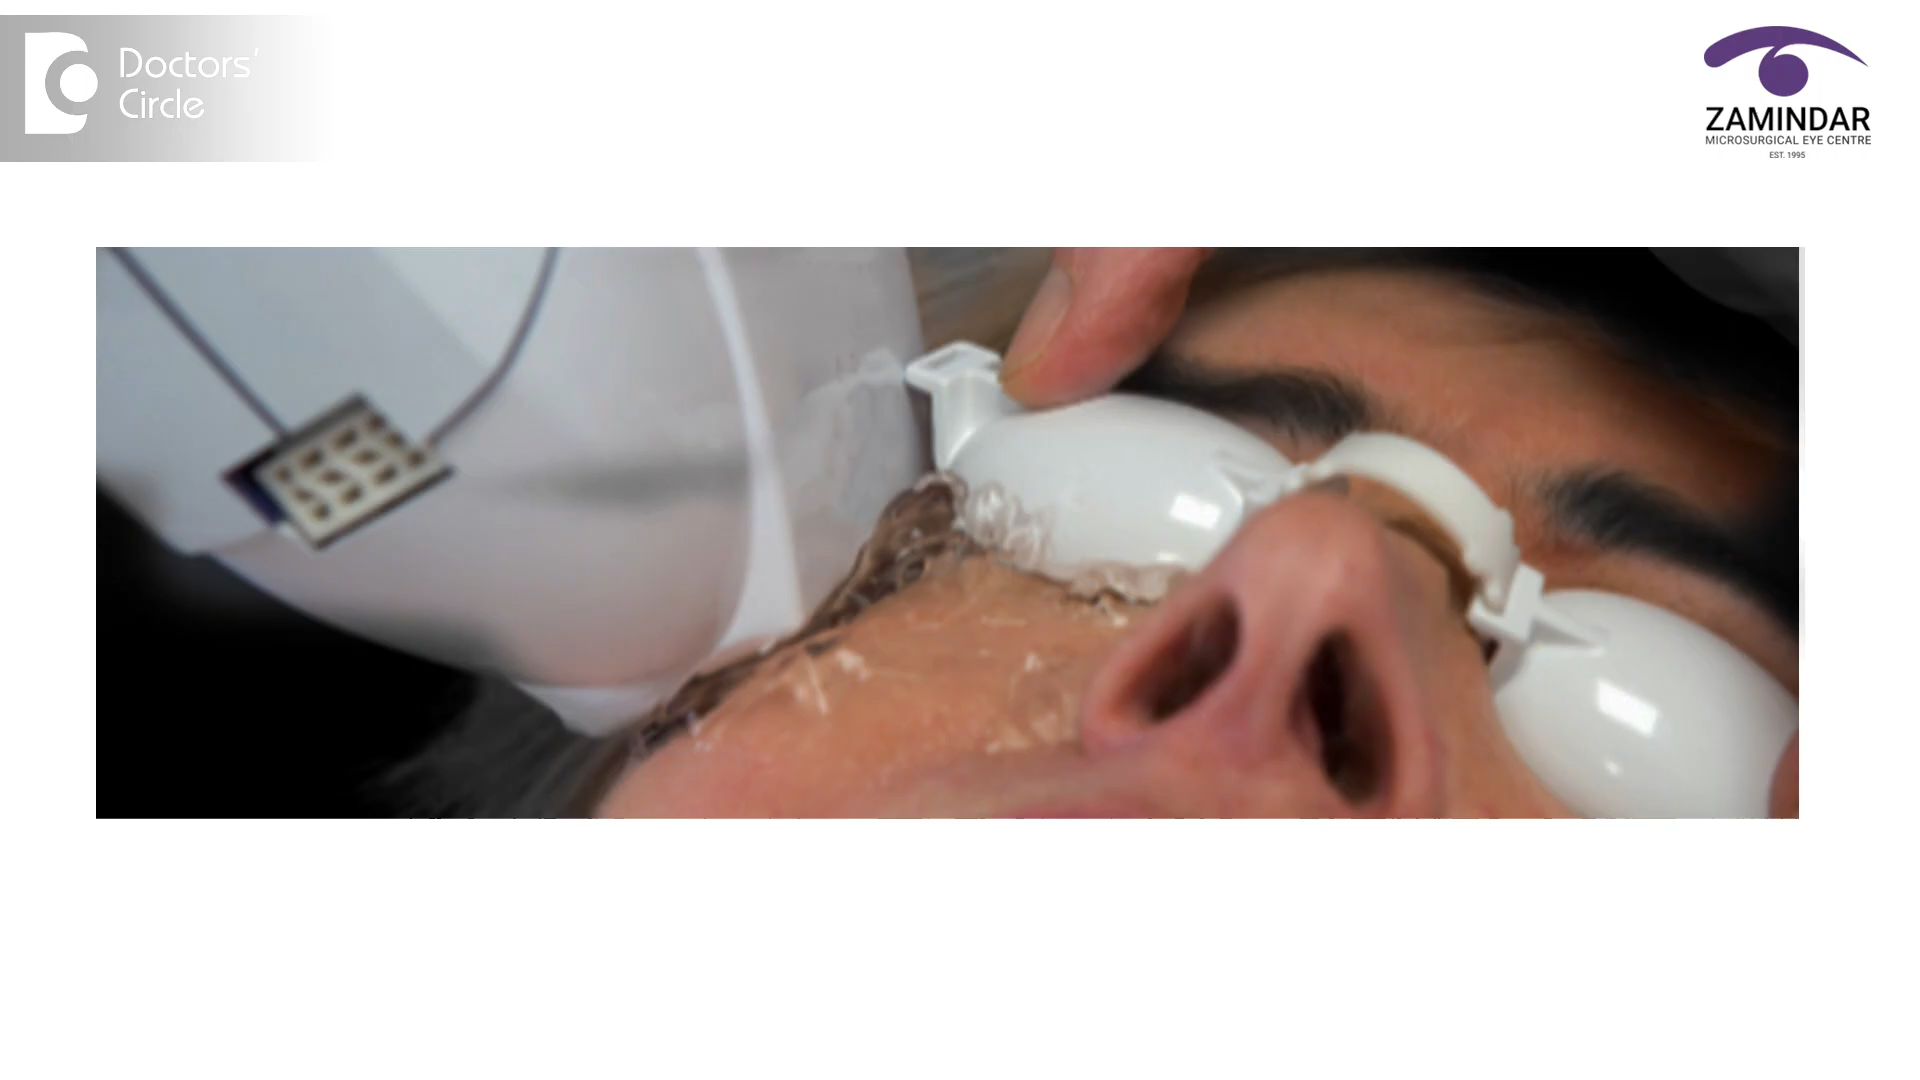 Doctors'
Circle
ZAMINDAR
MICROSURGICAL EYE CENTRE
EST. 1995